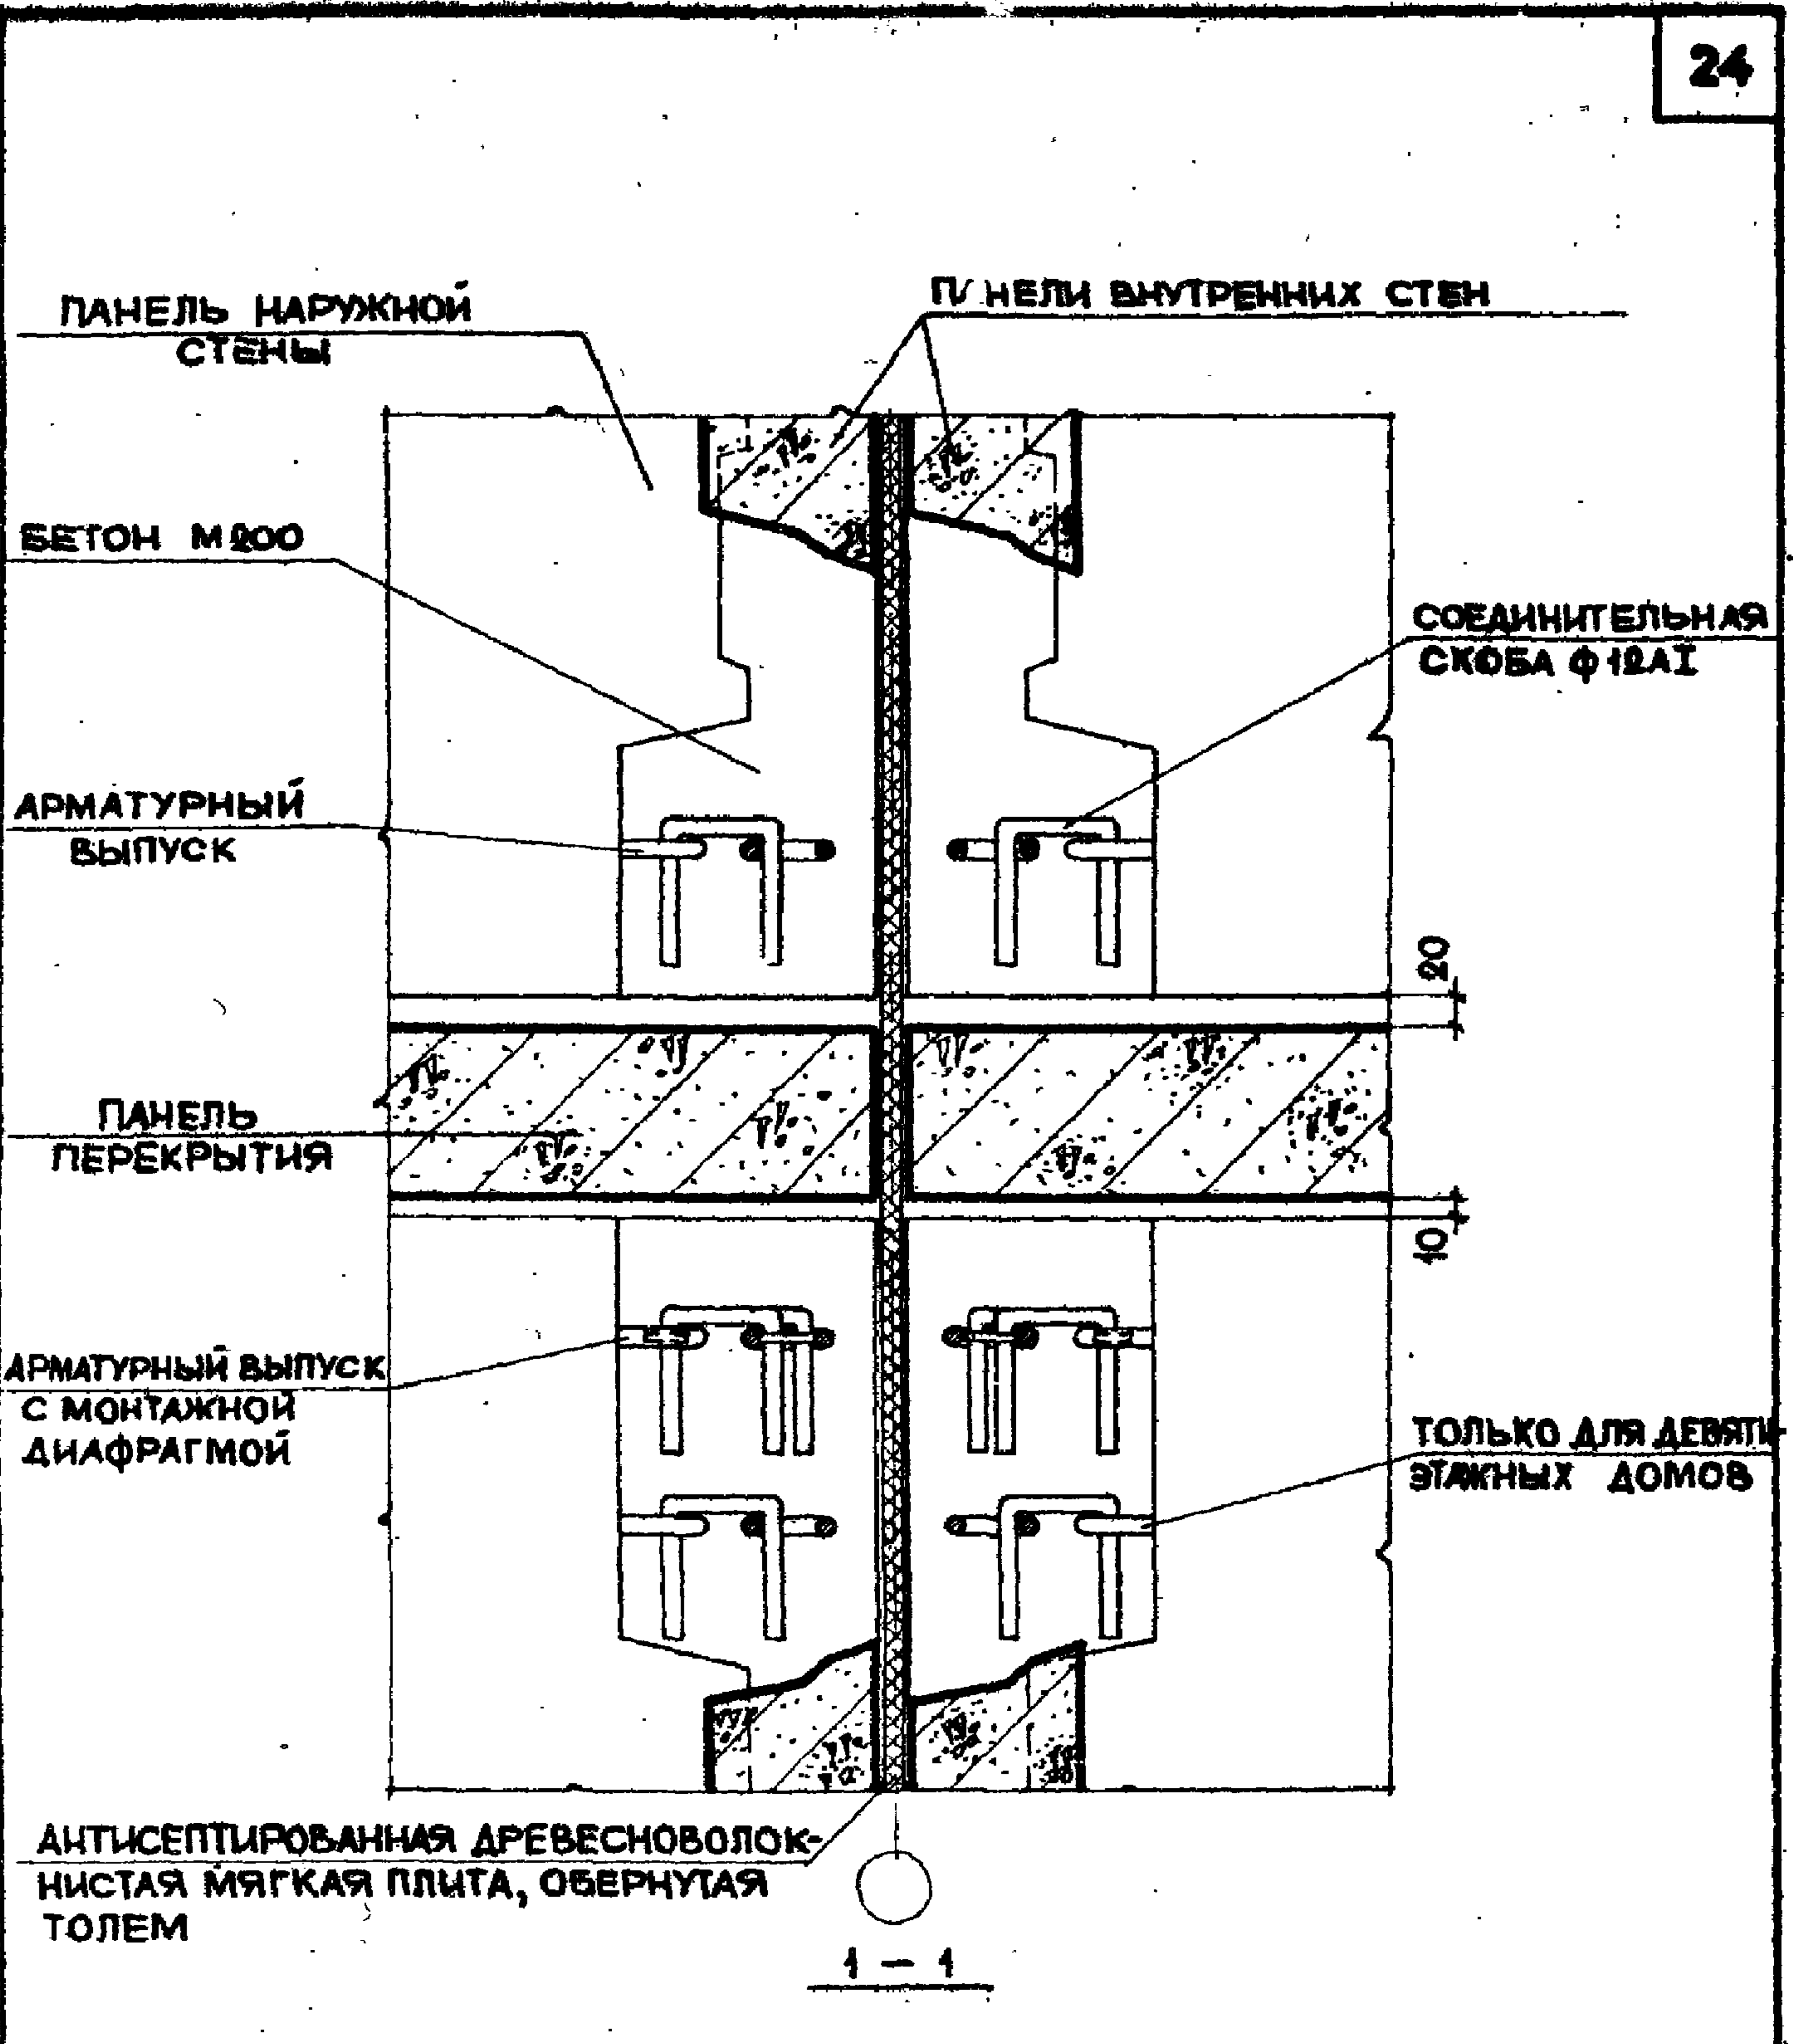 24
ПАНЕЛЬ НАРУЖНОЙ
СТЕНЫ
ПАНЕЛИ ВНУТРЕННИХ СТЕН
БЕТОН М200
СОЕДИНИТЕЛЬНАЯ
СКОБА Ф12АI
АРМАТУРНЫЙ
ВЫПУСК
20
ПАНЕЛЬ
ПЕРЕКРЫТИЯ
10
АРМАТУРНЫЙ ВЫПУСК
С МОНТАЖНОЙ
ДИАФРАГМОЙ
ТОЛЬКО ДЛЯ ДЕВЯТИ-
ЭТАЖНЫХ ДОМОВ
АНТИСЕПТИРОВАННАЯ ДРЕВЕСНОВОЛОК-
НИСТАЯ МЯГКАЯ ПЛИТА, ОБЕРНУТАЯ
ТОЛЕМ
1 – 1